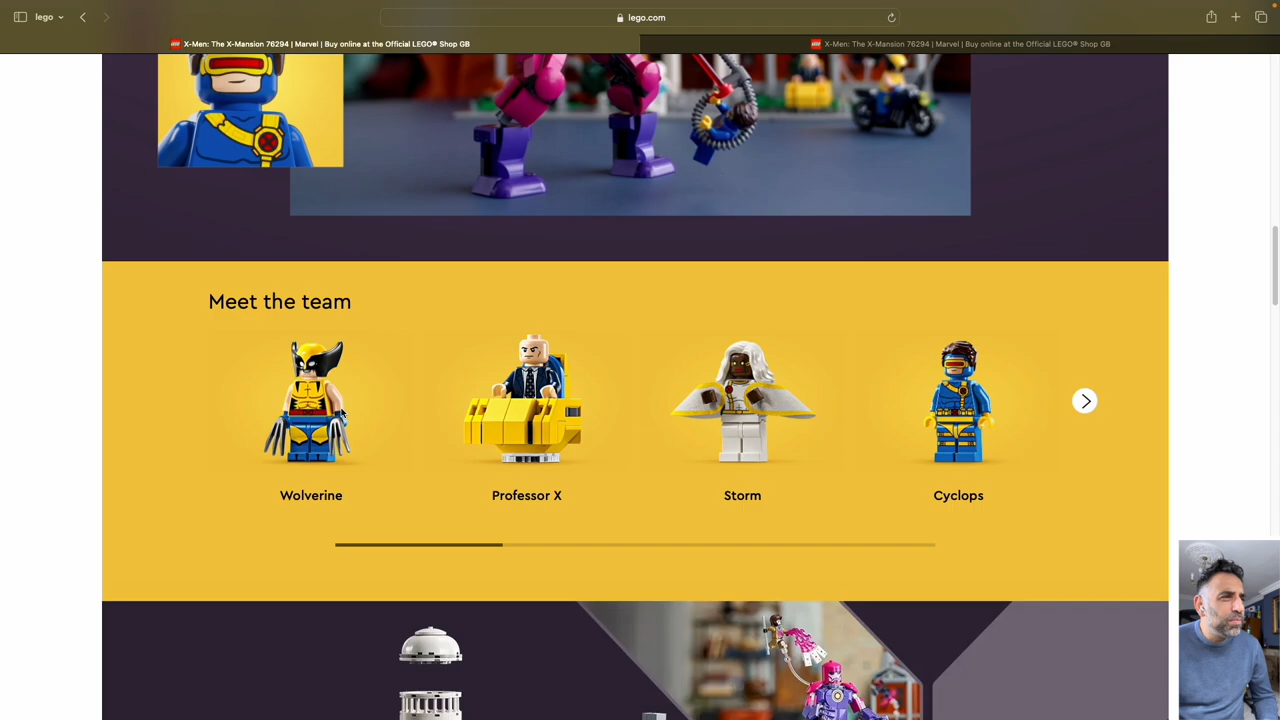 lego
lego.com
X-Men: The X-Mansion 76294 | Marvel | Buy online at the Official LEGO® Shop GB
X-Men: The X-Mansion 76294 | Marvel | Buy online at the Official LEGO® Shop GB
Meet the team
Wolverine
Professor X
Storm
Cyclops